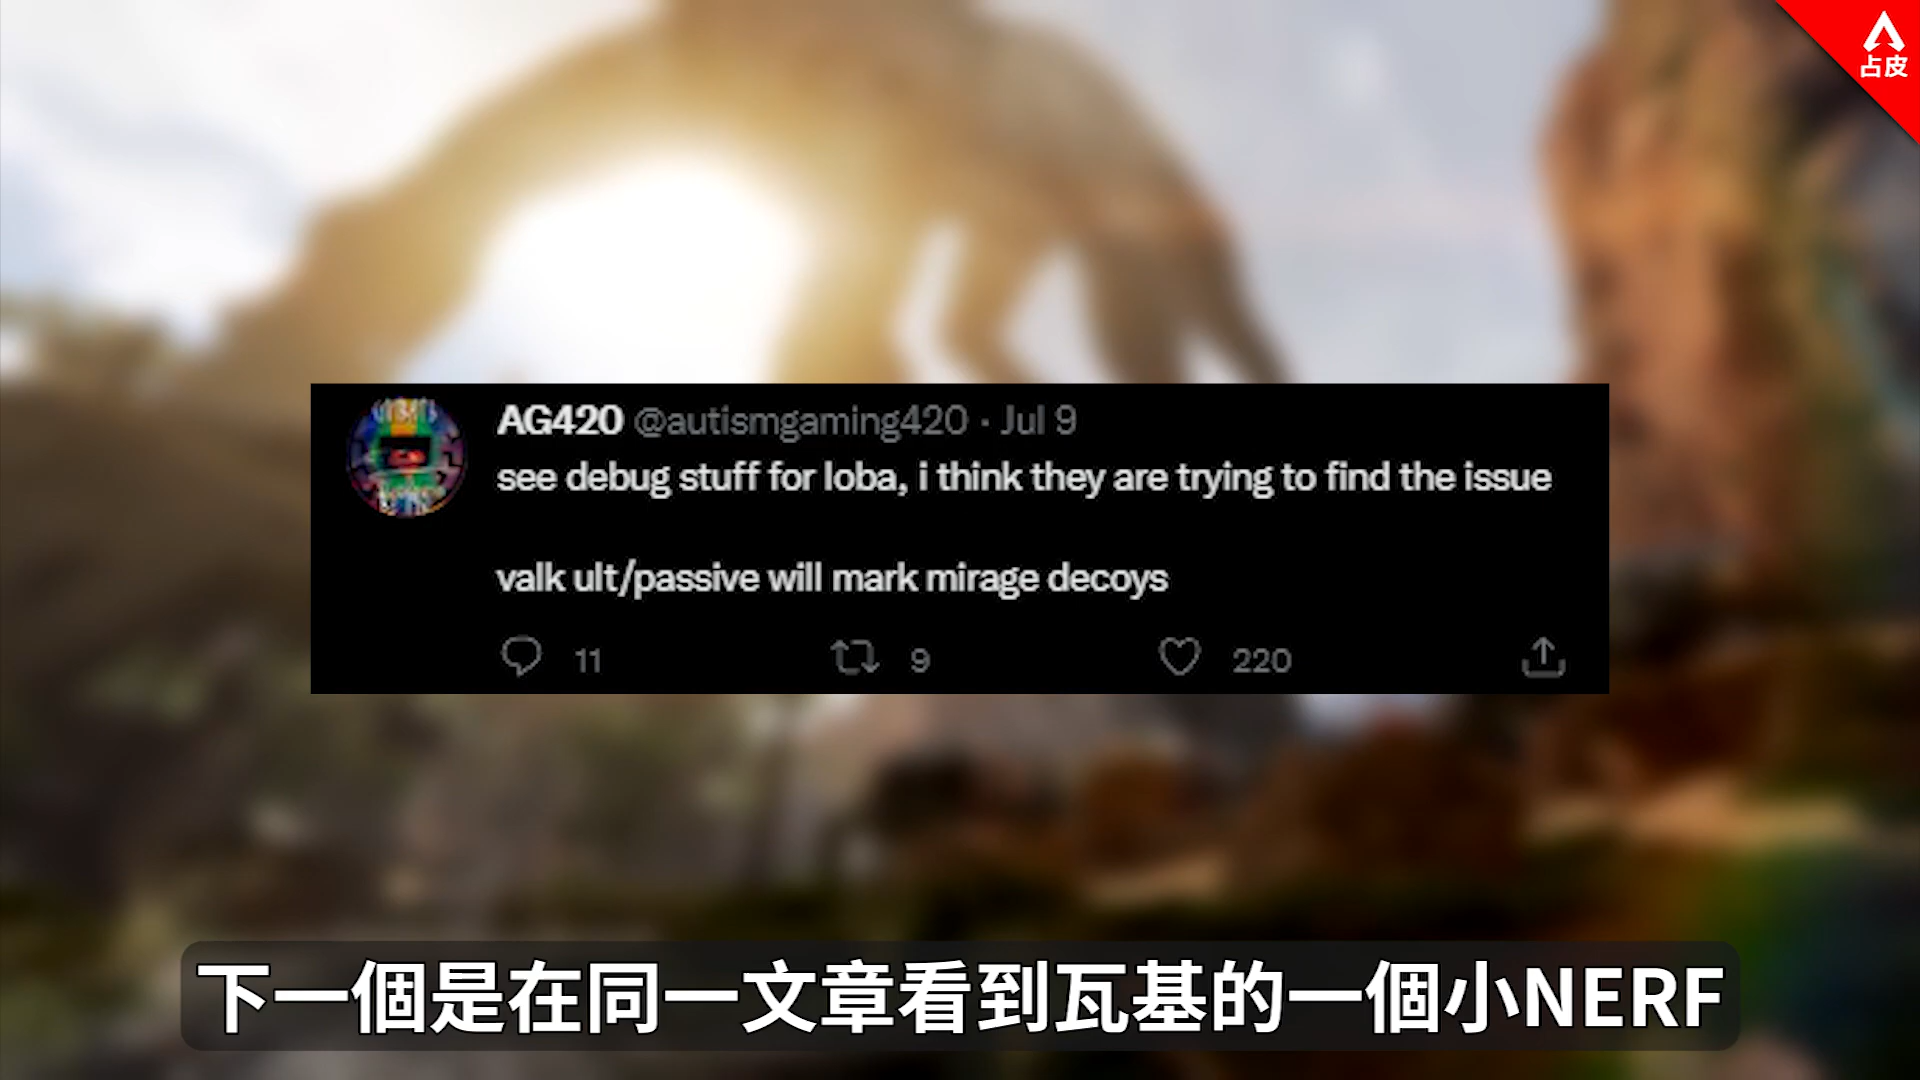 占皮
AG420 @autismgaming420 · Jul 9
see debug stuff for loba, i think they are trying to find the issue
valk ult/passive will mark mirage decoys
11 9 220
下一個是在同一文章看到瓦基的一個小NERF